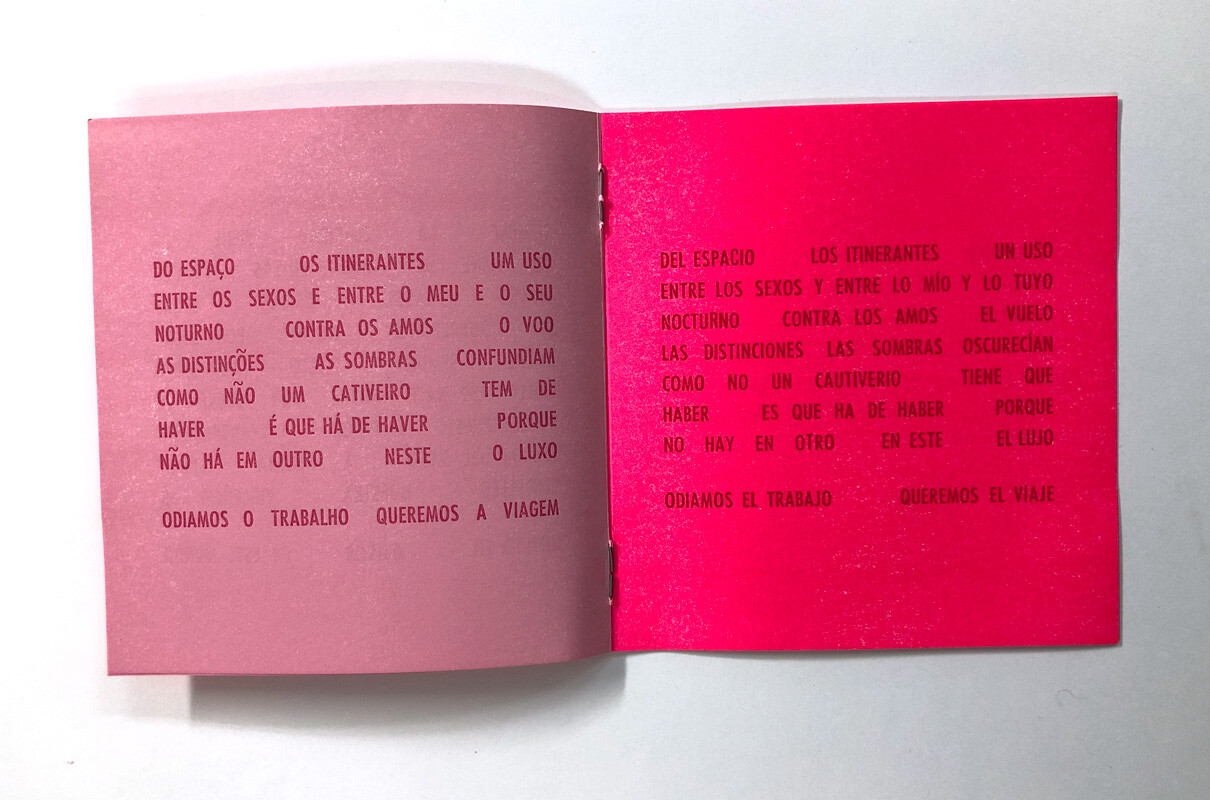 DO ESPAÇO OS ITINERANTES UM USO
ENTRE OS SEXOS E ENTRE O MEU E O SEU
NOTURNO CONTRA OS AMOS O VOO
AS DISTINÇÕES AS SOMBRAS CONFUNDIAM
COMO NÃO UM CATIVEIRO TEM DE
HAVER É QUE HÁ DE HAVER PORQUE
NÃO HÁ EM OUTRO NESTE O LUXO
ODIAMOS O TRABALHO QUEREMOS A VIAGEM
DEL ESPACIO LOS ITINERANTES UN USO
ENTRE LOS SEXOS Y ENTRE LO MÍO Y LO TUYO
NOCTURNO CONTRA LOS AMOS EL VUELO
LAS DISTINCIONES LAS SOMBRAS OSCURECÍAN
COMO NO UN CAUTIVERIO TIENE QUE
HABER ES QUE HA DE HABER PORQUE
NO HAY EN OTRO EN ESTE EL LUJO
ODIAMOS EL TRABAJO QUEREMOS EL VIAJE